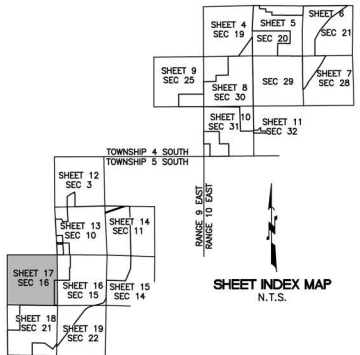 SHEET 6
SHEET 5
SHEET 4
SEC 19
SEC 20
SEC 21
SHEET 9
SEC 25
SHEET 8
SEC 30
SEC 29
SHEET 7
SEC 28
SHEET 10
SEC 31
SHEET 11
SEC 32
TOWNSHIP 4 SOUTH
TOWNSHIP 5 SOUTH
RANGE 9 EAST
RANGE 10 EAST
SHEET 12
SEC 3
SHEET 13
SEC 10
SHEET 14
SEC 11
SHEET 17
SEC 16
SHEET 16
SEC 15
SHEET 15
SEC 14
SHEET 18
SEC 21
SHEET 19
SEC 22
N
SHEET INDEX MAP
N.T.S.